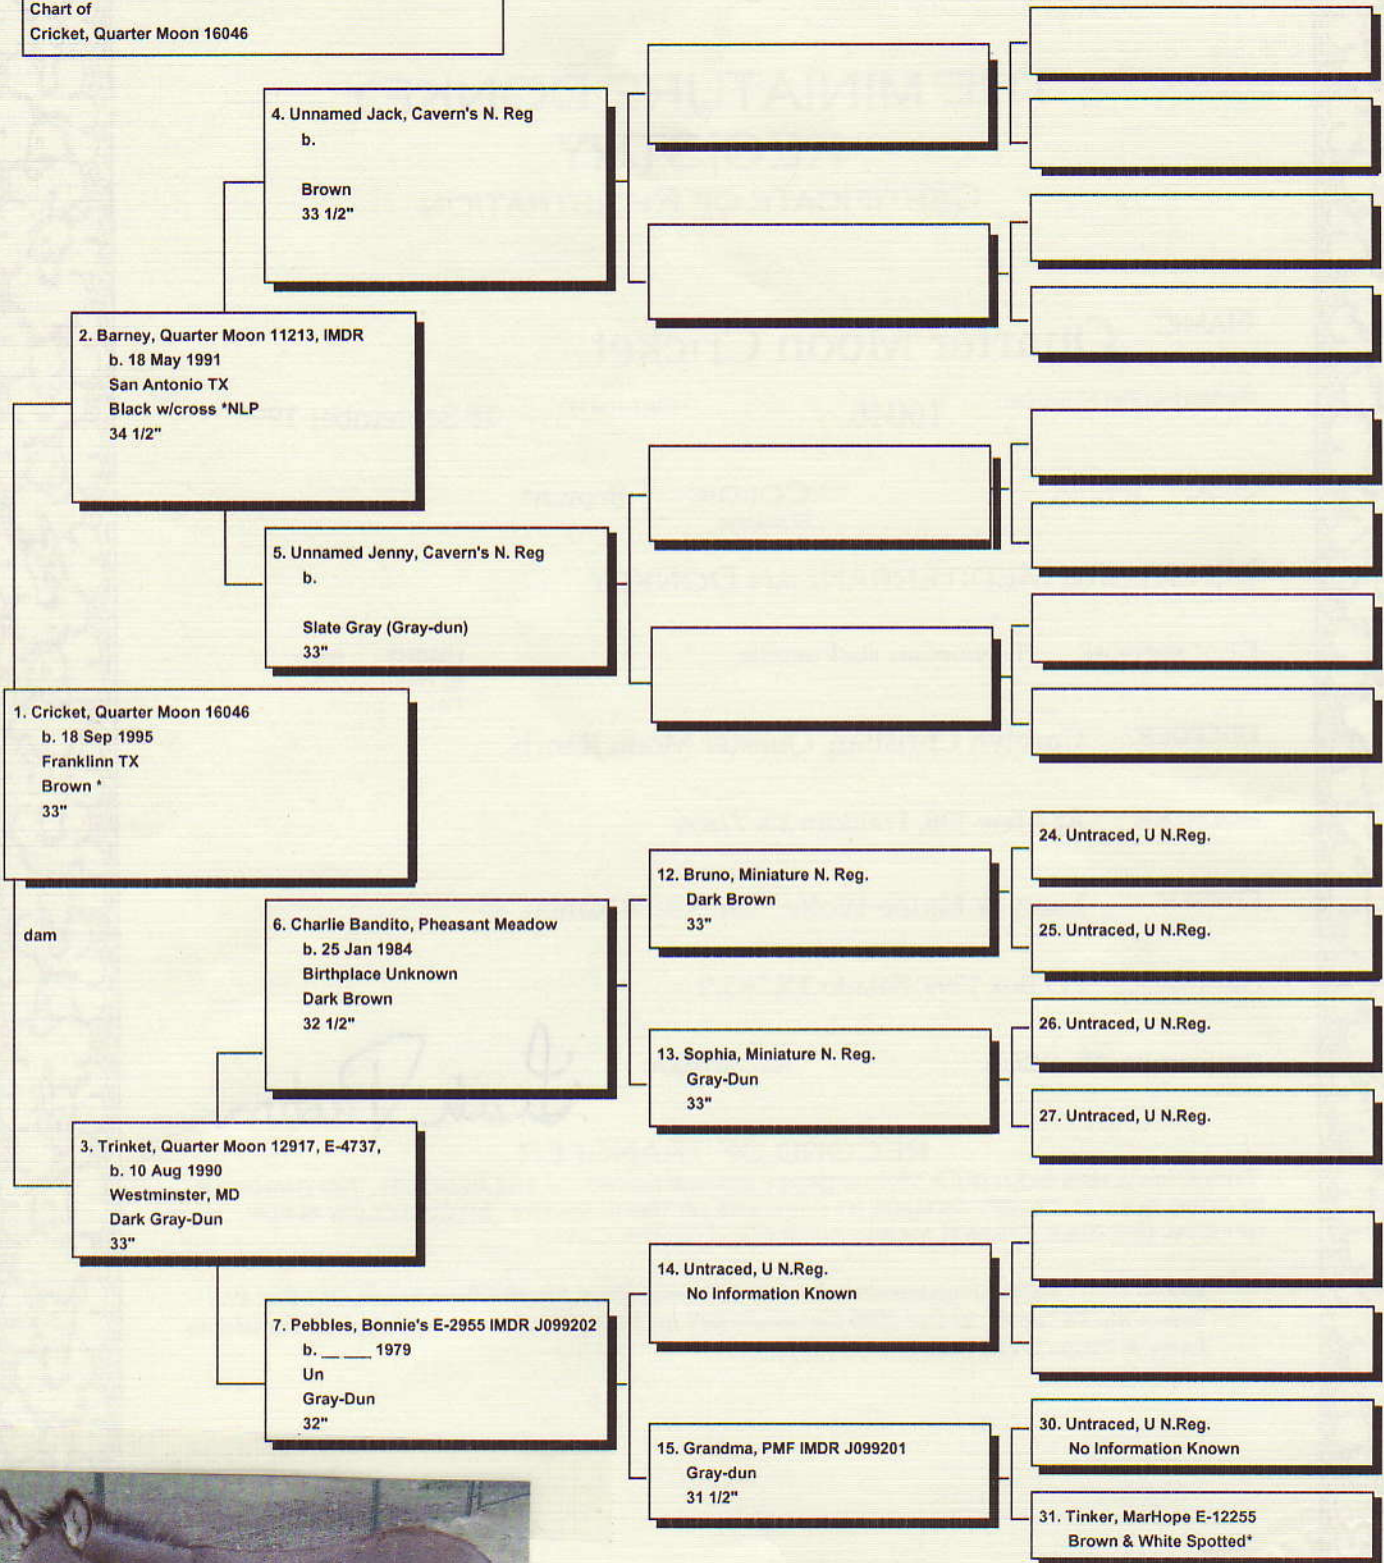 Chart of
Cricket, Quarter Moon 16046
4. Unnamed Jack, Cavern's N. Reg
b.
Brown
33 1/2"
2. Barney, Quarter Moon 11213, IMDR
b. 18 May 1991
San Antonio TX
Black w/cross *NLP
34 1/2"
5. Unnamed Jenny, Cavern's N. Reg
b.
Slate Gray (Gray-dun)
33"
1. Cricket, Quarter Moon 16046
b. 18 Sep 1995
Franklinn TX
Brown *
33"
dam
6. Charlie Bandito, Pheasant Meadow
b. 25 Jan 1984
Birthplace Unknown
Dark Brown
32 1/2"
3. Trinket, Quarter Moon 12917, E-4737,
b. 10 Aug 1990
Westminster, MD
Dark Gray-Dun
33"
7. Pebbles, Bonnie's E-2955 IMDR J099202
b. __ ___ 1979
Un
Gray-Dun
32"
12. Bruno, Miniature N. Reg.
Dark Brown
33"
13. Sophia, Miniature N. Reg.
Gray-Dun
33"
14. Untraced, U N.Reg.
No Information Known
15. Grandma, PMF IMDR J099201
Gray-dun
31 1/2"
24. Untraced, U N.Reg.
25. Untraced, U N.Reg.
26. Untraced, U N.Reg.
27. Untraced, U N.Reg.
30. Untraced, U N.Reg.
No Information Known
31. Tinker, MarHope E-12255
Brown & White Spotted*